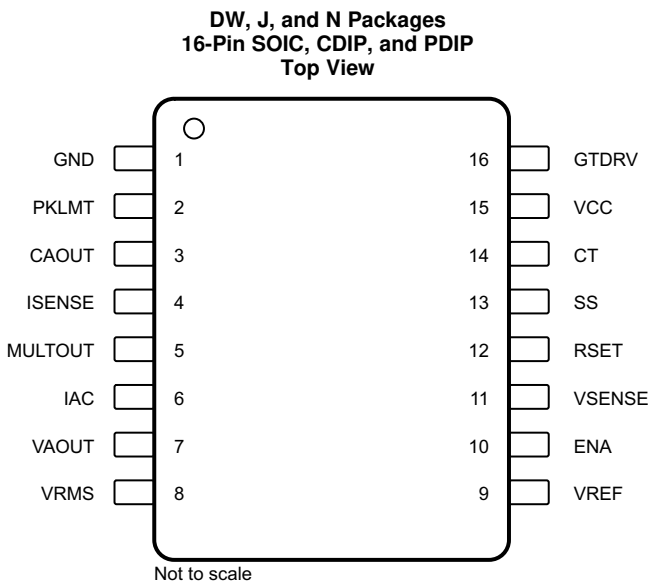 DW, J, and N Packages
16-Pin SOIC, CDIP, and PDIP
Top View
GND 1 16 GTDRV
PKLMT 2 15 VCC
CAOUT 3 14 CT
ISENSE 4 13 SS
MULTOUT 5 12 RSET
IAC 6 11 VSENSE
VAOUT 7 10 ENA
VRMS 8 9 VREF
Not to scale